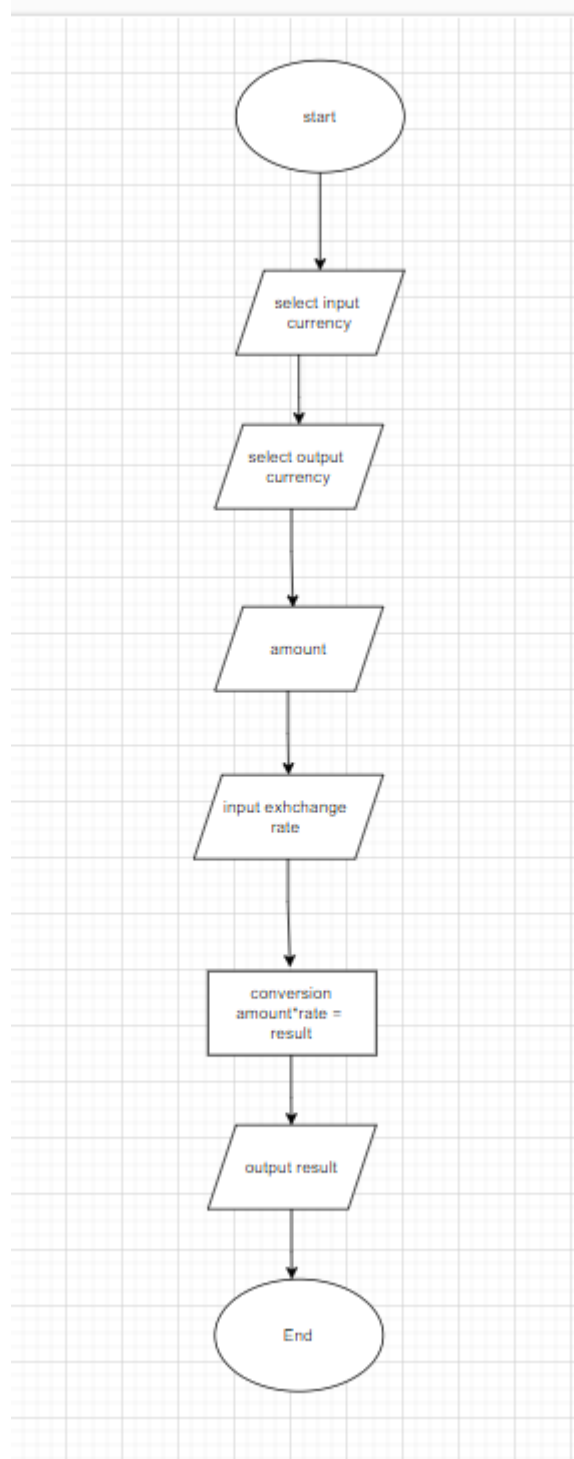 start
select input
currency
select output
currency
amount
input exhchange
rate
conversion
amount*rate =
result
output result
End